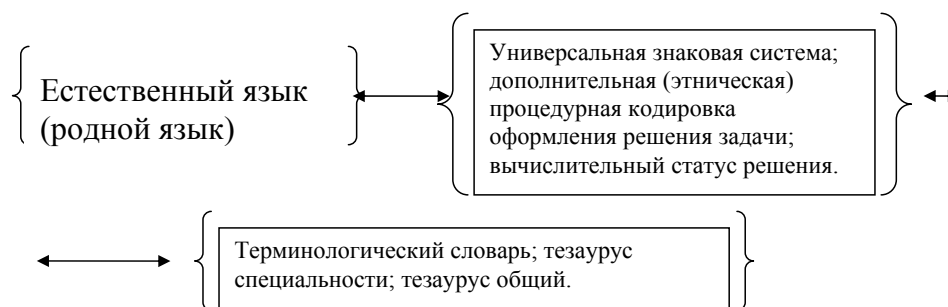 Естественный язык
(родной язык)
Универсальная знаковая система;
дополнительная (этническая)
процедурная кодировка
оформления решения задачи;
вычислительный статус решения.
Терминологический словарь; тезаурус
специальности; тезаурус общий.